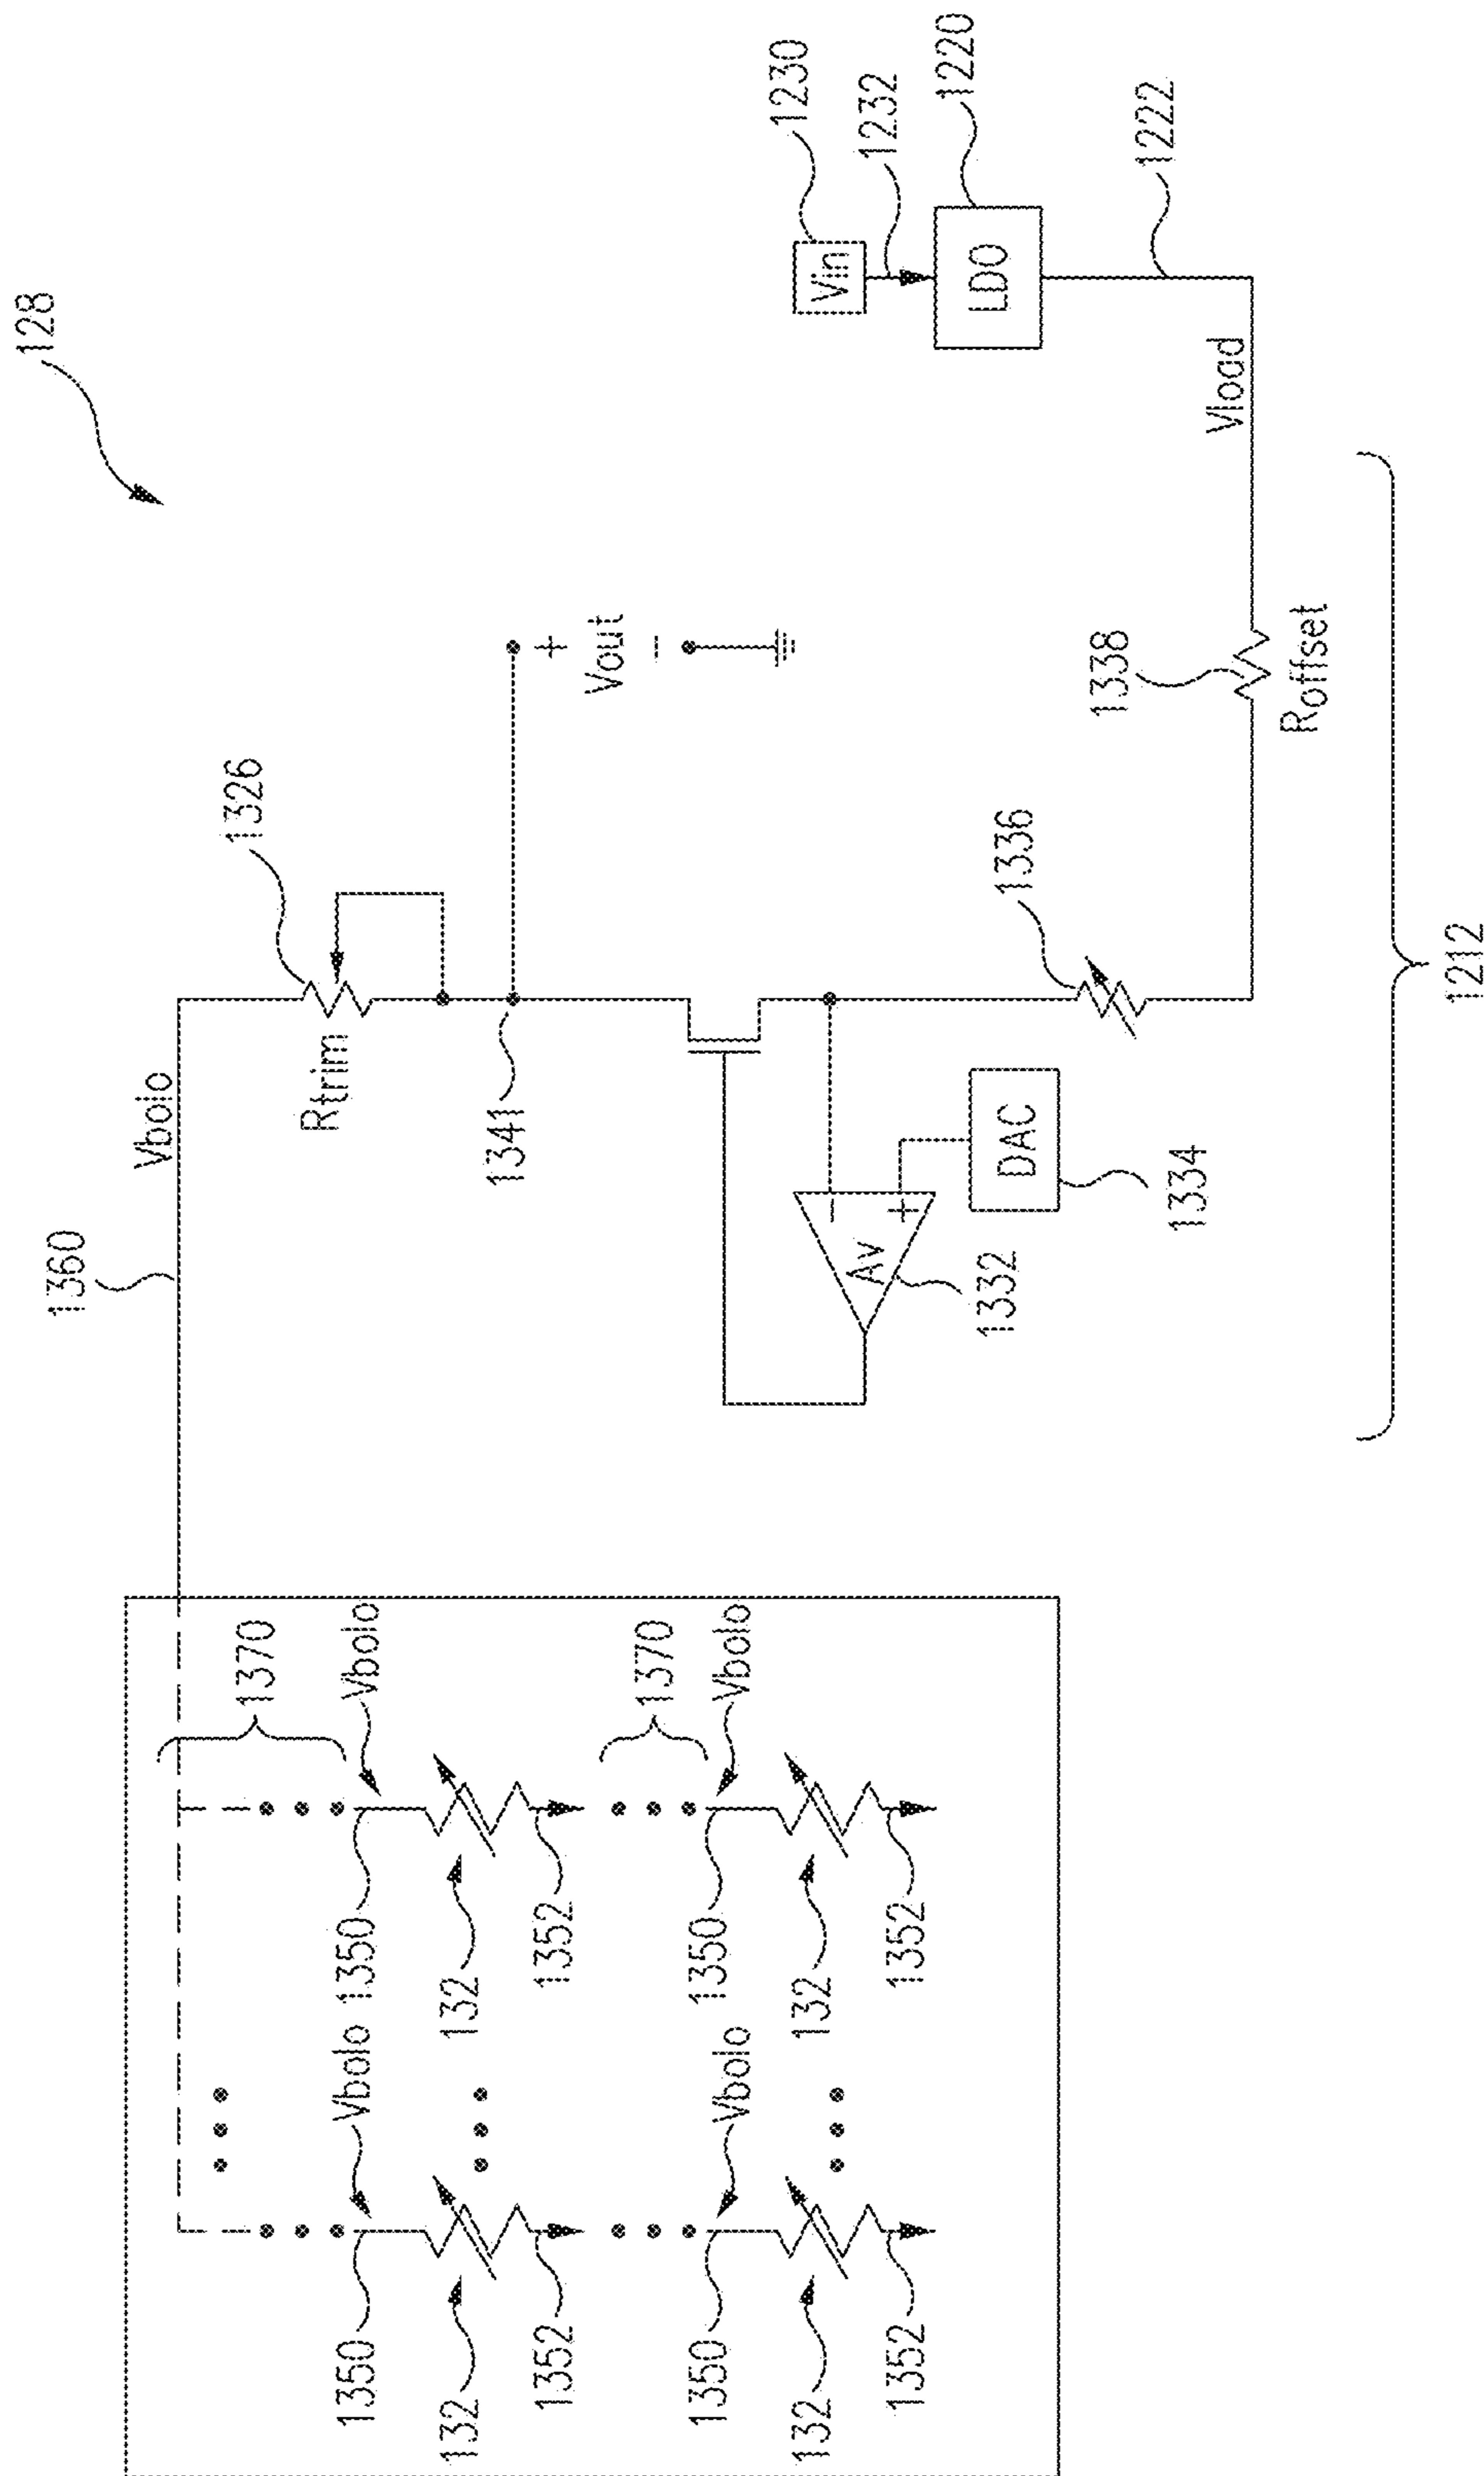 128
1360
Vbolo
1326
Rtrim
1341
+
Vout
−
1230
Vin
1232
LDO
1220
1222
Vload
1338
Roffset
1336
−
+
Av
1332
DAC
1334
1212
1370
Vbolo
Vbolo
1350
1350
132
132
1352
1352
1370
Vbolo
Vbolo
1350
1350
132
132
1352
1352